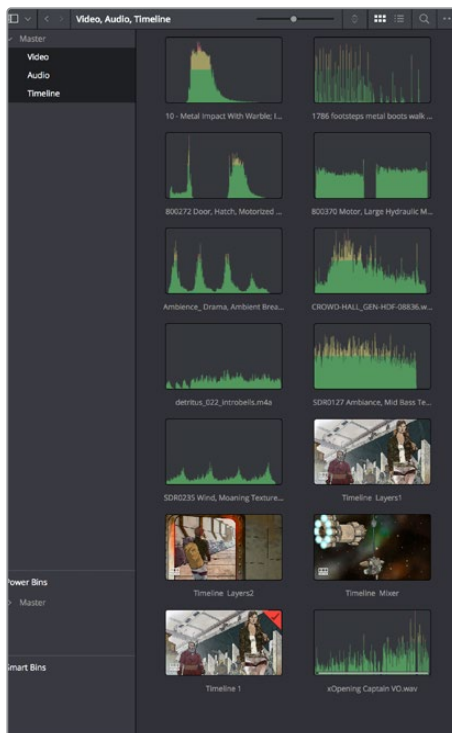 Video, Audio, Timeline
Master
Video
Audio
Timeline
10 - Metal Impact With Warble; I...
1786 footsteps metal boots walk ...
800272 Door, Hatch, Motorized ...
800370 Motor, Large Hydraulic M...
Ambience_ Drama, Ambient Brea...
CROWD-HALL_GEN-HOF-08836.w...
detritus_022_introbells.m4a
SDR0127 Ambiance, Mid Bass Te...
SDR0235 Wind, Moaning Texture...
Timeline Layers1
Timeline Layers2
Timeline Mixer
Power Bins
Master
Timeline 1
xOpening Captain VO.wav
Smart Bins